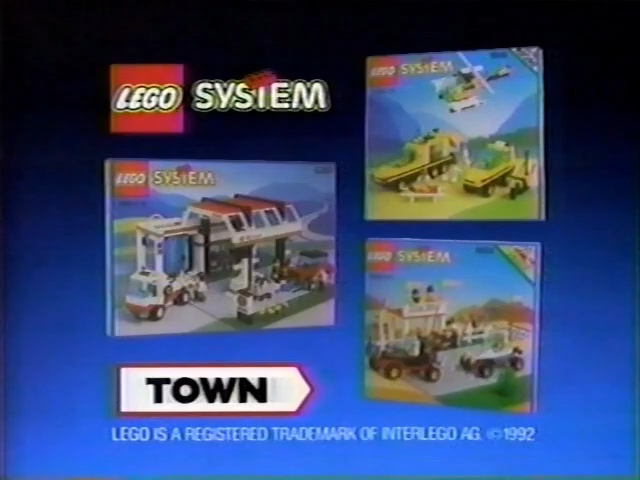 LEGO SYSTEM
LEGO SYSTEM
LEGO SYSTEM
LEGO SYSTEM
TOWN
LEGO IS A REGISTERED TRADEMARK OF INTERLEGO AG. ©1992